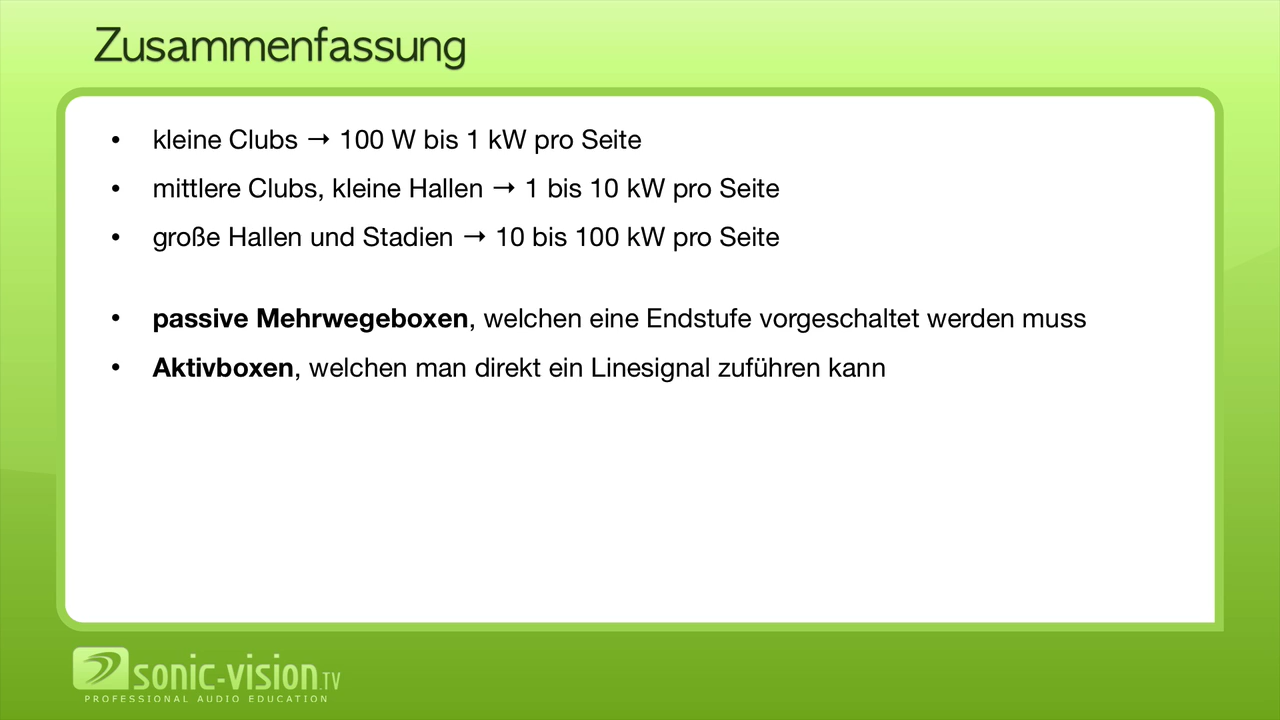 Zusammenfassung
• kleine Clubs → 100 W bis 1 kW pro Seite
• mittlere Clubs, kleine Hallen → 1 bis 10 kW pro Seite
• große Hallen und Stadien → 10 bis 100 kW pro Seite
• passive Mehrwegeboxen, welchen eine Endstufe vorgeschaltet werden muss
• Aktivboxen, welchen man direkt ein Linesignal zuführen kann
sonic-vision.TV
PROFESSIONAL AUDIO EDUCATION